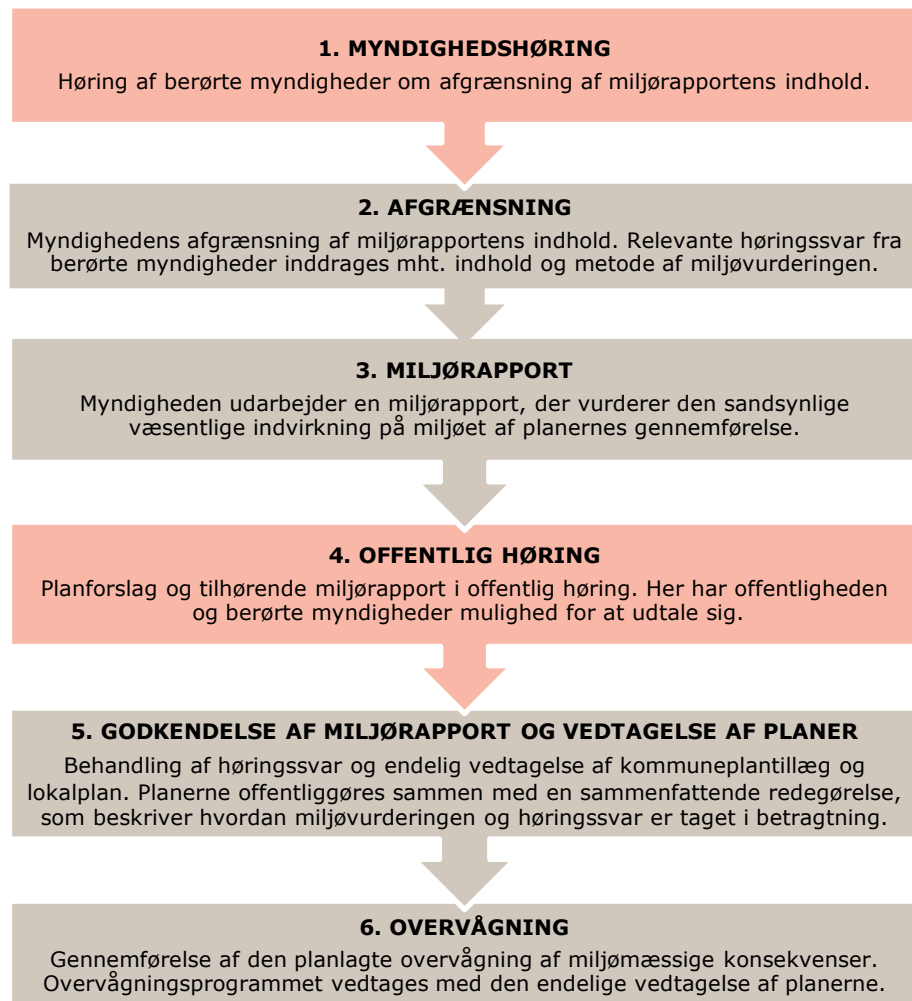 1. MYNDIGHEDSHØRING
Høring af berørte myndigheder om afgrænsning af miljørapportens indhold.
2. AFGRÆNSNING
Myndighedens afgrænsning af miljørapportens indhold. Relevante høringssvar fra
berørte myndigheder inddrages mht. indhold og metode af miljøvurderingen.
3. MILJØRAPPORT
Myndigheden udarbejder en miljørapport, der vurderer den sandsynlige
væsentlige indvirkning på miljøet af planernes gennemførelse.
4. OFFENTLIG HØRING
Planforslag og tilhørende miljørapport i offentlig høring. Her har offentligheden
og berørte myndigheder mulighed for at udtale sig.
5. GODKENDELSE AF MILJØRAPPORT OG VEDTAGELSE AF PLANER
Behandling af høringssvar og endelig vedtagelse af kommuneplantillæg og
lokalplan. Planerne offentliggøres sammen med en sammenfattende redegørelse,
som beskriver hvordan miljøvurderingen og høringssvar er taget i betragtning.
6. OVERVÅGNING
Gennemførelse af den planlagte overvågning af miljømæssige konsekvenser.
Overvågningsprogrammet vedtages med den endelige vedtagelse af planerne.